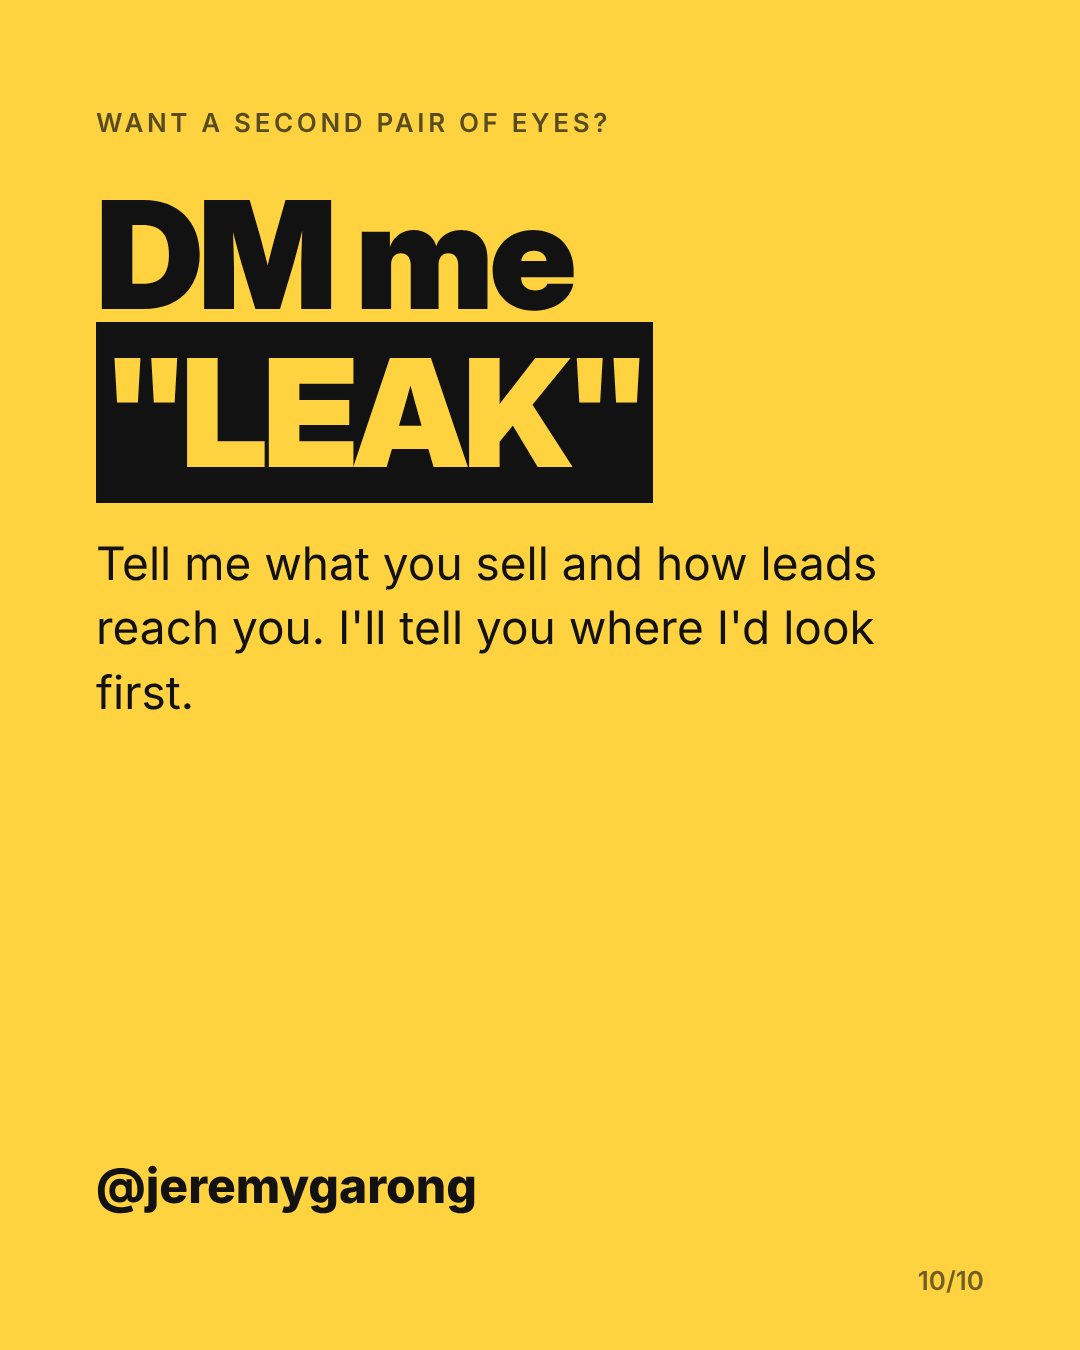 WANT A SECOND PAIR OF EYES?
DM me
"LEAK"
Tell me what you sell and how leads
reach you. I'll tell you where I'd look
first.
@jeremygarong
10/10